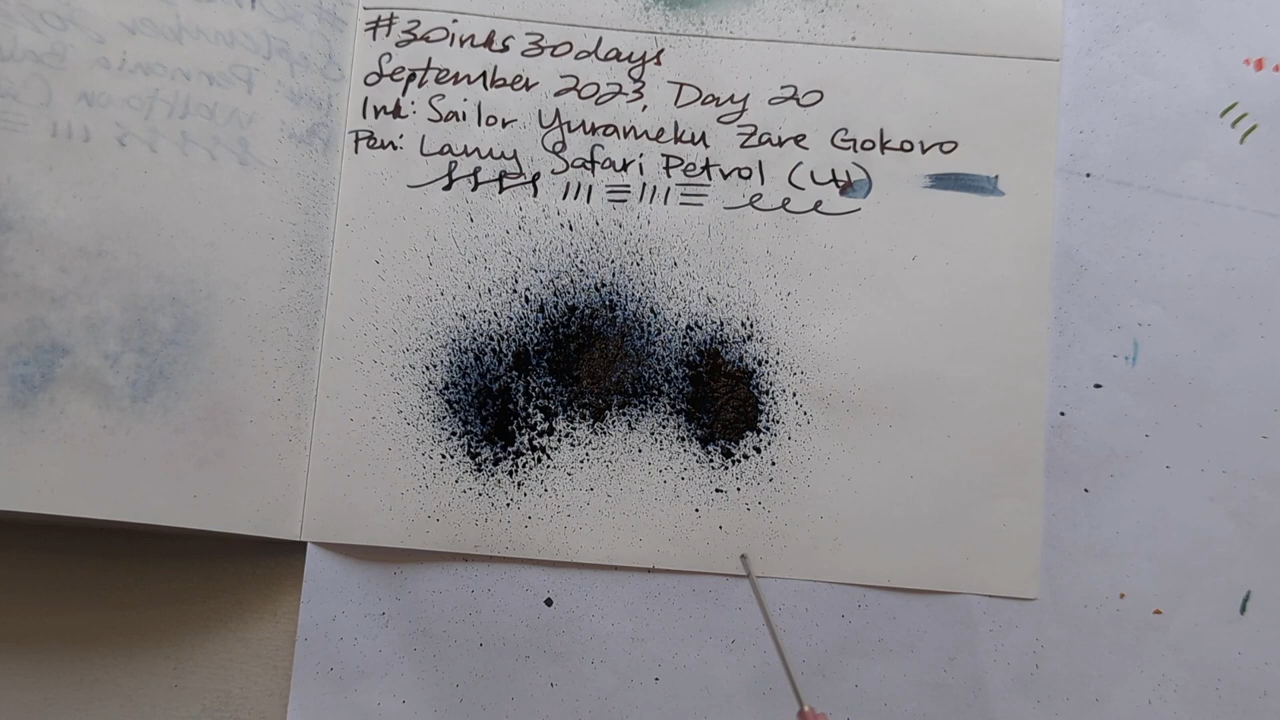 #30inks30days
September 2023, Day 20
Ink: Sailor Yurameku Zare Gokoro
Pen: Lamy Safari Petrol